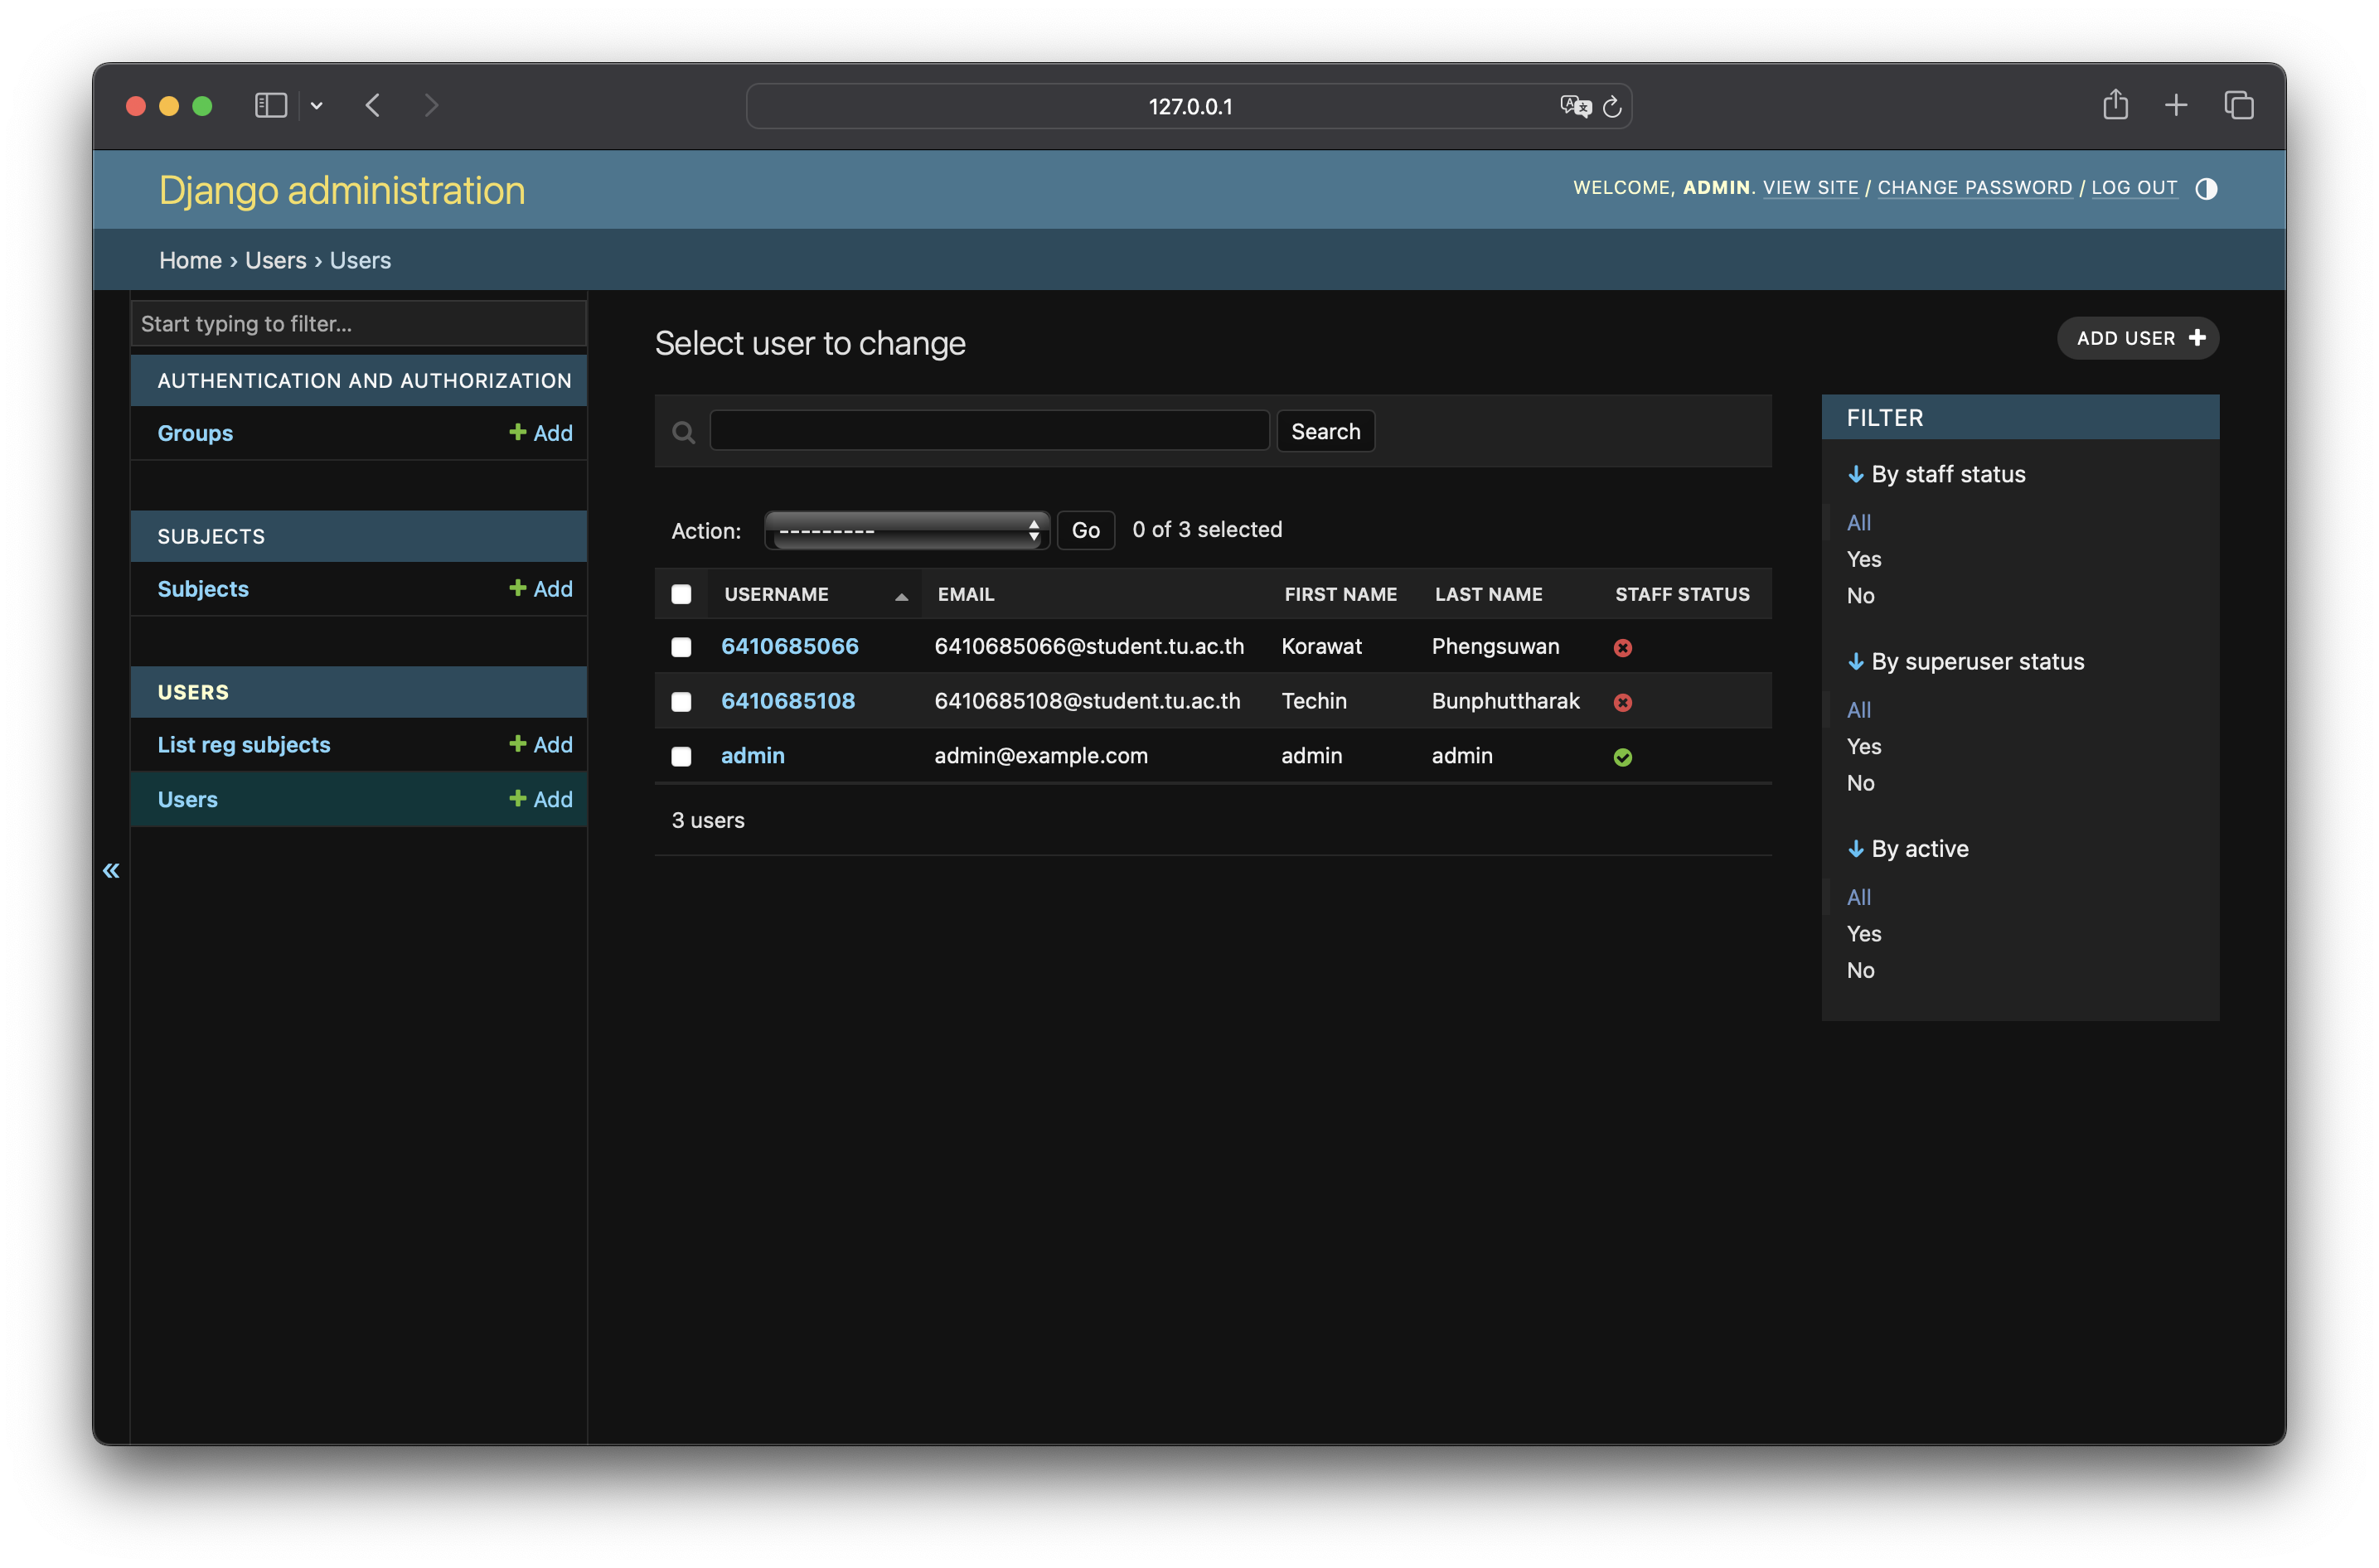 127.0.0.1
Django administration
WELCOME, ADMIN. VIEW SITE / CHANGE PASSWORD / LOG OUT
Home › Users › Users
Start typing to filter...
AUTHENTICATION AND AUTHORIZATION
Groups + Add
SUBJECTS
Subjects + Add
USERS
List reg subjects + Add
Users + Add
«
Select user to change
ADD USER +
Search
Action: --------- Go 0 of 3 selected
USERNAME EMAIL FIRST NAME LAST NAME STAFF STATUS
6410685066 6410685066@student.tu.ac.th Korawat Phengsuwan
6410685108 6410685108@student.tu.ac.th Techin Bunphuttharak
admin admin@example.com admin admin
3 users
FILTER
↓ By staff status
All
Yes
No
↓ By superuser status
All
Yes
No
↓ By active
All
Yes
No